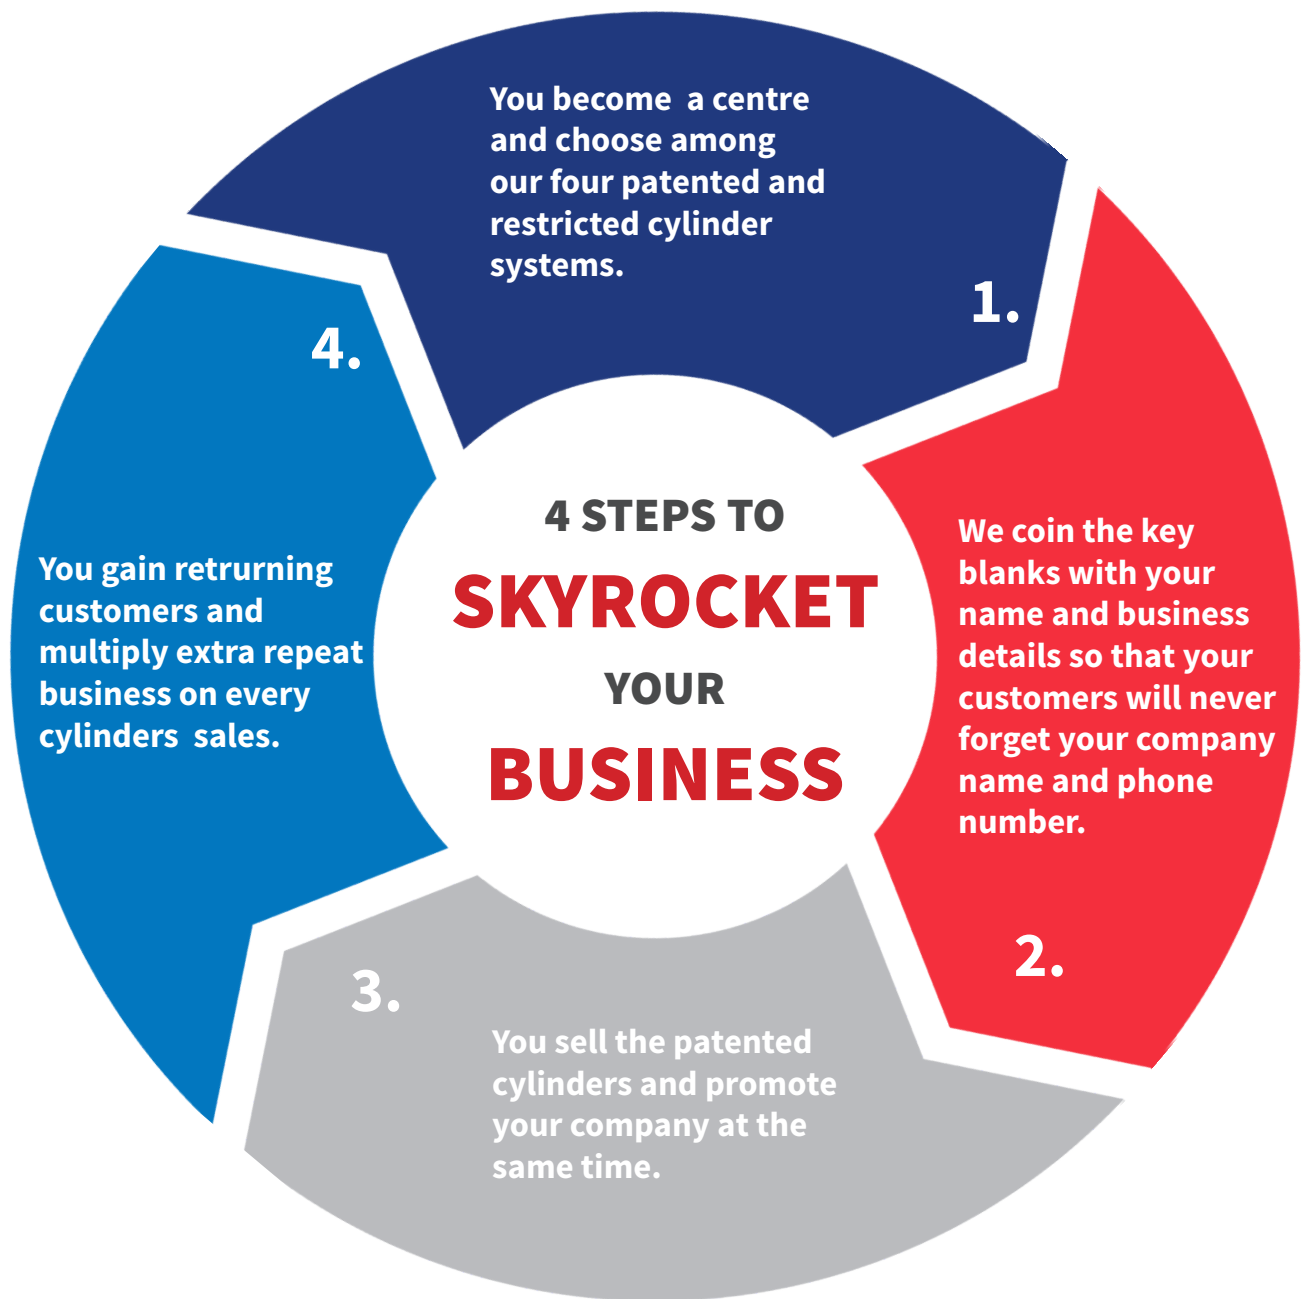 4 STEPS TO
SKYROCKET
YOUR
BUSINESS
You become a centre
and choose among
our four patented and
restricted cylinder
systems.
1.
We coin the key
blanks with your
name and business
details so that your
customers will never
forget your company
name and phone
number.
2.
3.
You sell the patented
cylinders and promote
your company at the
same time.
4.
You gain retrurning
customers and
multiply extra repeat
business on every
cylinders sales.